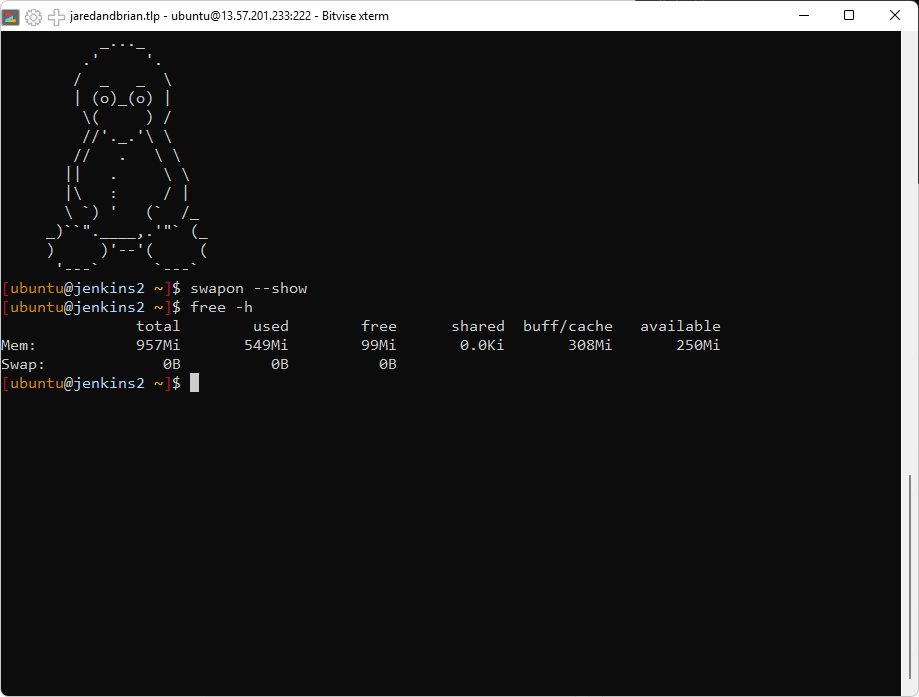 jaredandbrian.tlp - ubuntu@13.57.201.233:222 - Bitvise xterm
            _..._
          .'     '.
        /  _   _  \
        | (o)_(o) |
         \(     ) /
         //'._.'\ \
        //   .   \ \
       ||   .     \ \
       |\   :     / |
       \ `) '   (`  /_
     _)``".____,.'"` (_
     )     )'--'(     (
      '---`      `---`
[ubuntu@jenkins2 ~]$ swapon --show
[ubuntu@jenkins2 ~]$ free -h
               total        used        free      shared  buff/cache   available
Mem:           957Mi       549Mi        99Mi       0.0Ki       308Mi       250Mi
Swap:             0B          0B          0B
[ubuntu@jenkins2 ~]$